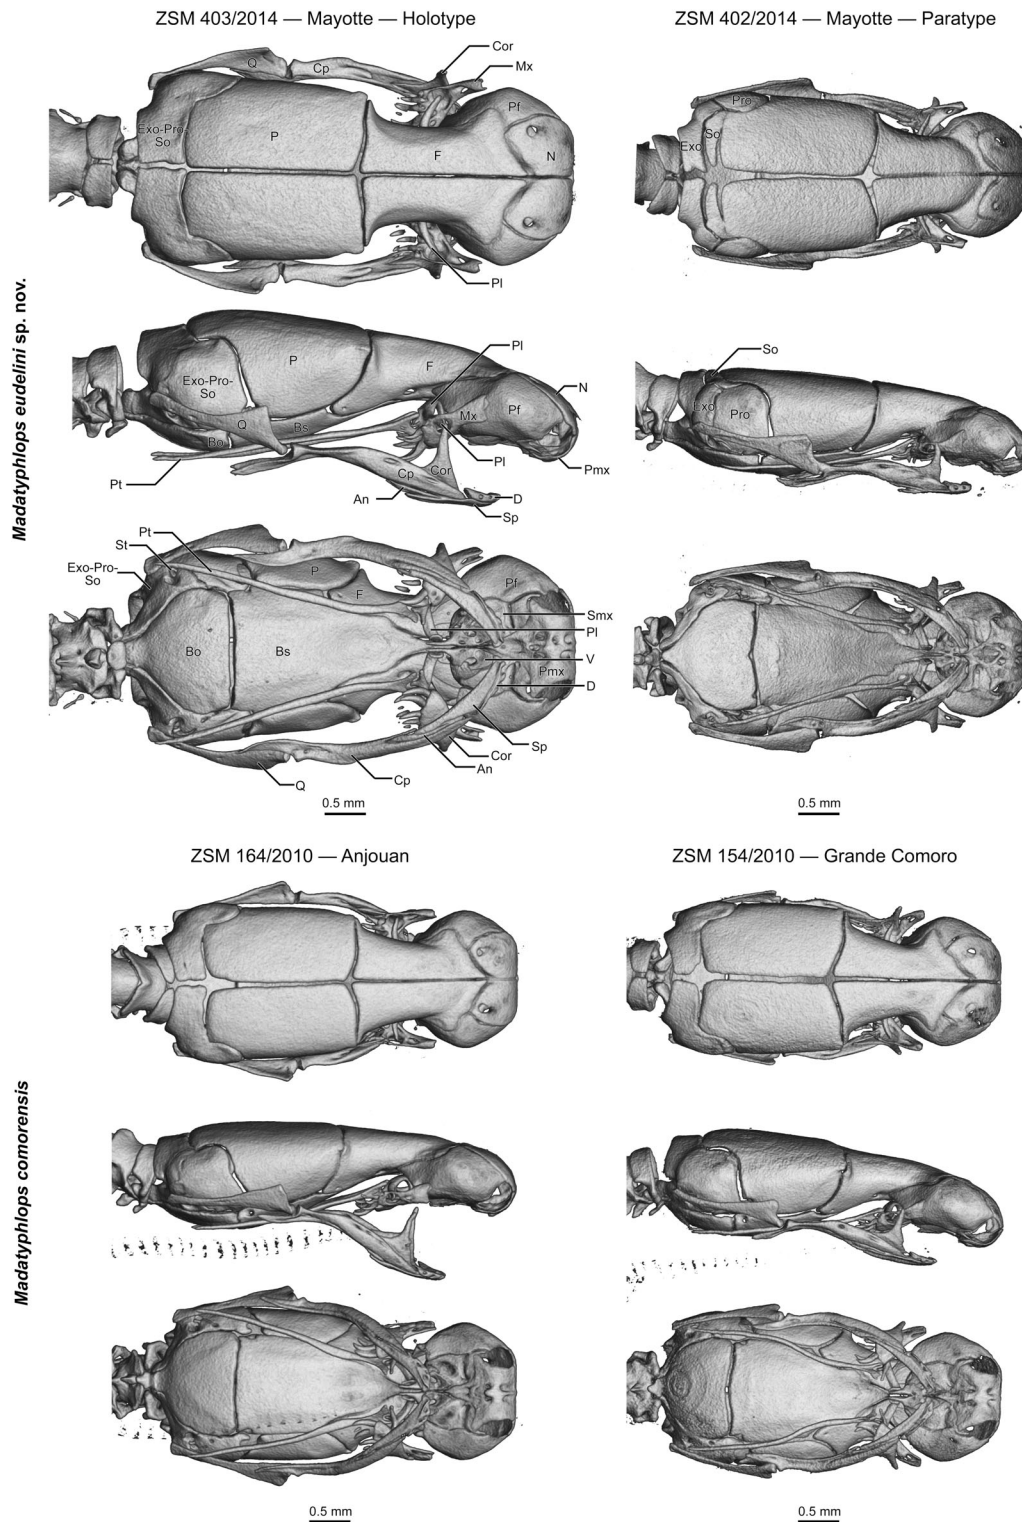 ZSM 403/2014 — Mayotte — Holotype
ZSM 402/2014 — Mayotte — Paratype
Madatyphlops eudelini sp. nov.
Q
Cp
Cor
Mx
Pf
Exo-Pro-
So
P
F
N
Pl
Pro
So
Exo
Pl
P
F
N
Exo-Pro-
So
Mx
Pf
Q
Bs
Bo
Pl
Pmx
Pt
Cp
Cor
An
D
Sp
So
Exo
Pro
Pt
St
Exo-Pro-
So
P
F
Pf
Smx
Pl
Bo
Bs
V
Pmx
D
Sp
Cor
An
Cp
Q
0.5 mm
0.5 mm
ZSM 164/2010 — Anjouan
ZSM 154/2010 — Grande Comoro
Madatyphlops comorensis
0.5 mm
0.5 mm